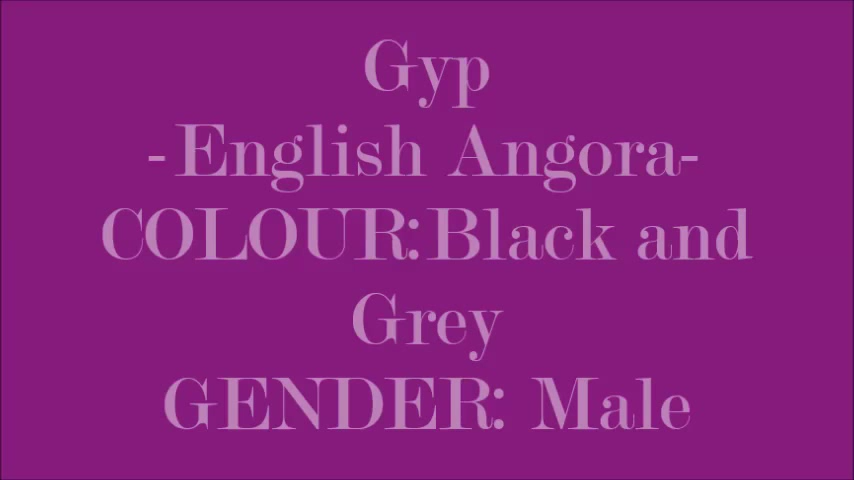 Gyp
-English Angora-
COLOUR:Black and
Grey
GENDER: Male